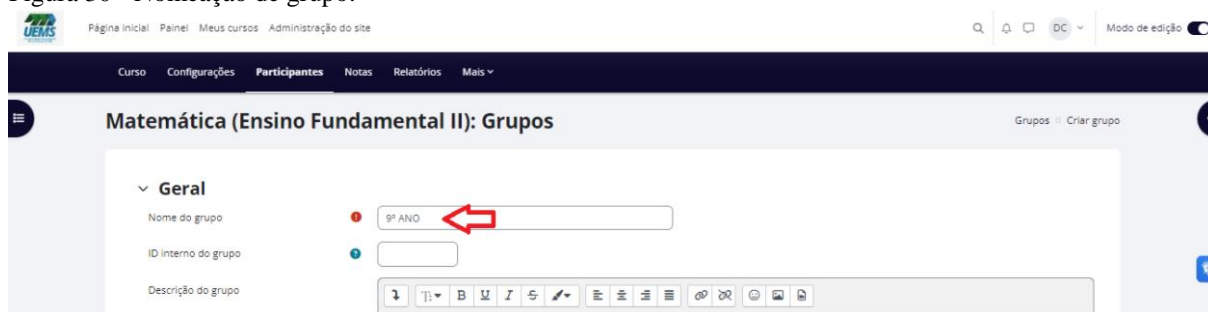 Figura 30 - Nomeação de grupo.
UEMS
Página inicial Painel Meus cursos Administração do site DC Modo de edição
Curso Configurações Participantes Notas Relatórios Mais
Matemática (Ensino Fundamental II): Grupos
Grupos Criar grupo
Geral
Nome do grupo 9º ANO
ID interno do grupo
Descrição do grupo
B U I S